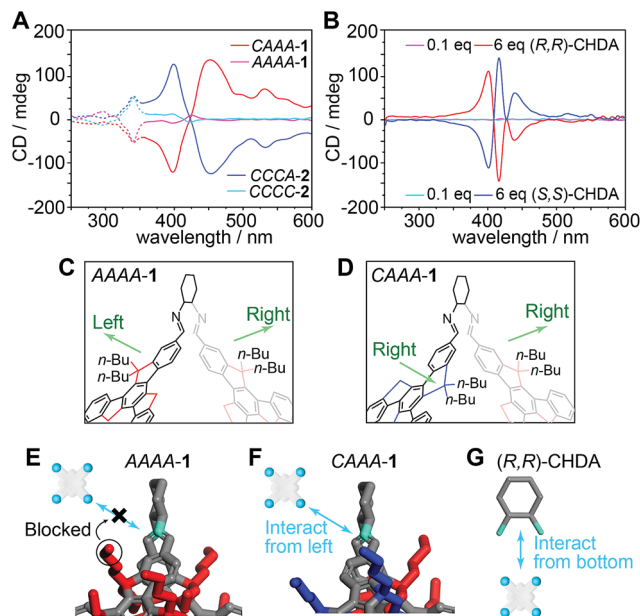 A
B
200
100
0
-100
-200
CD / mdeg
CAAA-1
AAAA-1
CCCA-2
CCCC-2
300 400 500 600
wavelength / nm
200
100
0
-100
-200
CD / mdeg
0.1 eq 6 eq (R,R)-CHDA
0.1 eq 6 eq (S,S)-CHDA
300 400 500 600
wavelength / nm
C AAAA-1
N N
Left
Right
n-Bu
n-Bu
n-Bu
n-Bu
D CAAA-1
N N
Right
Right
n-Bu
n-Bu
n-Bu
n-Bu
E AAAA-1
Blocked
F CAAA-1
Interact
from left
G (R,R)-CHDA
Interact
from bottom